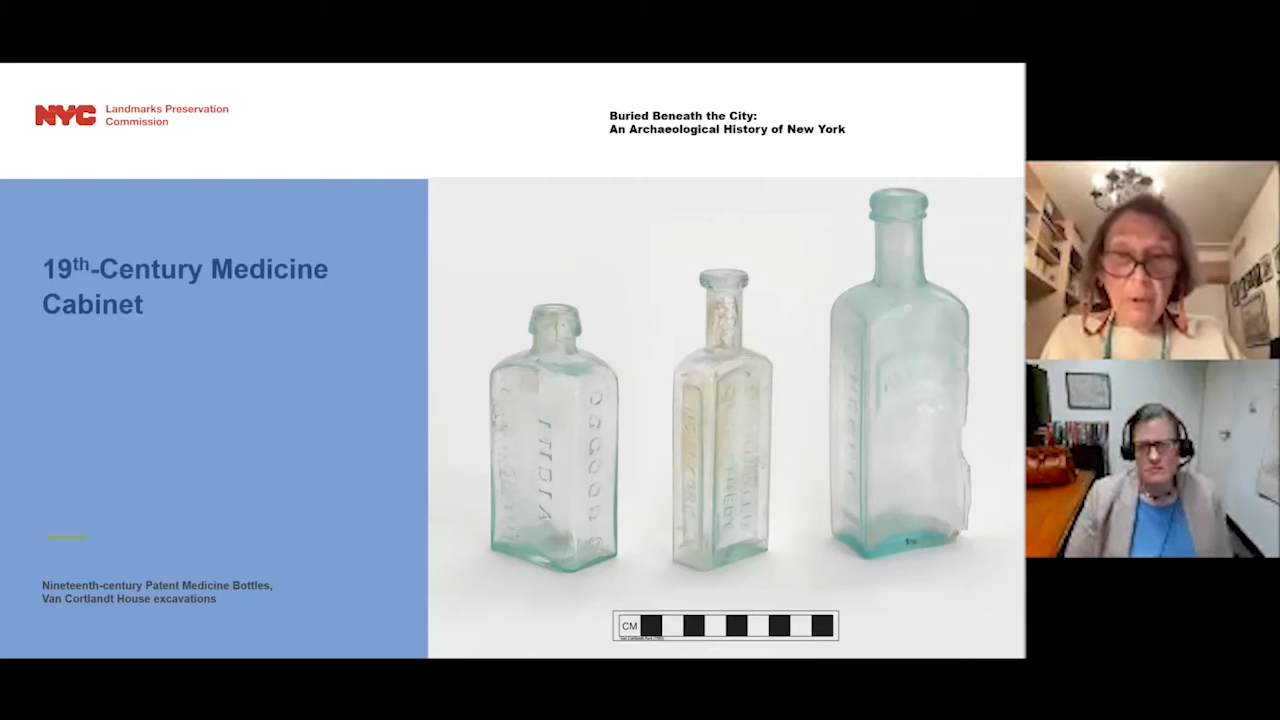 NYC
Landmarks Preservation
Commission
Buried Beneath the City:
An Archaeological History of New York
19th-Century Medicine
Cabinet
INDIA
Nineteenth-century Patent Medicine Bottles,
Van Cortlandt House excavations
CM